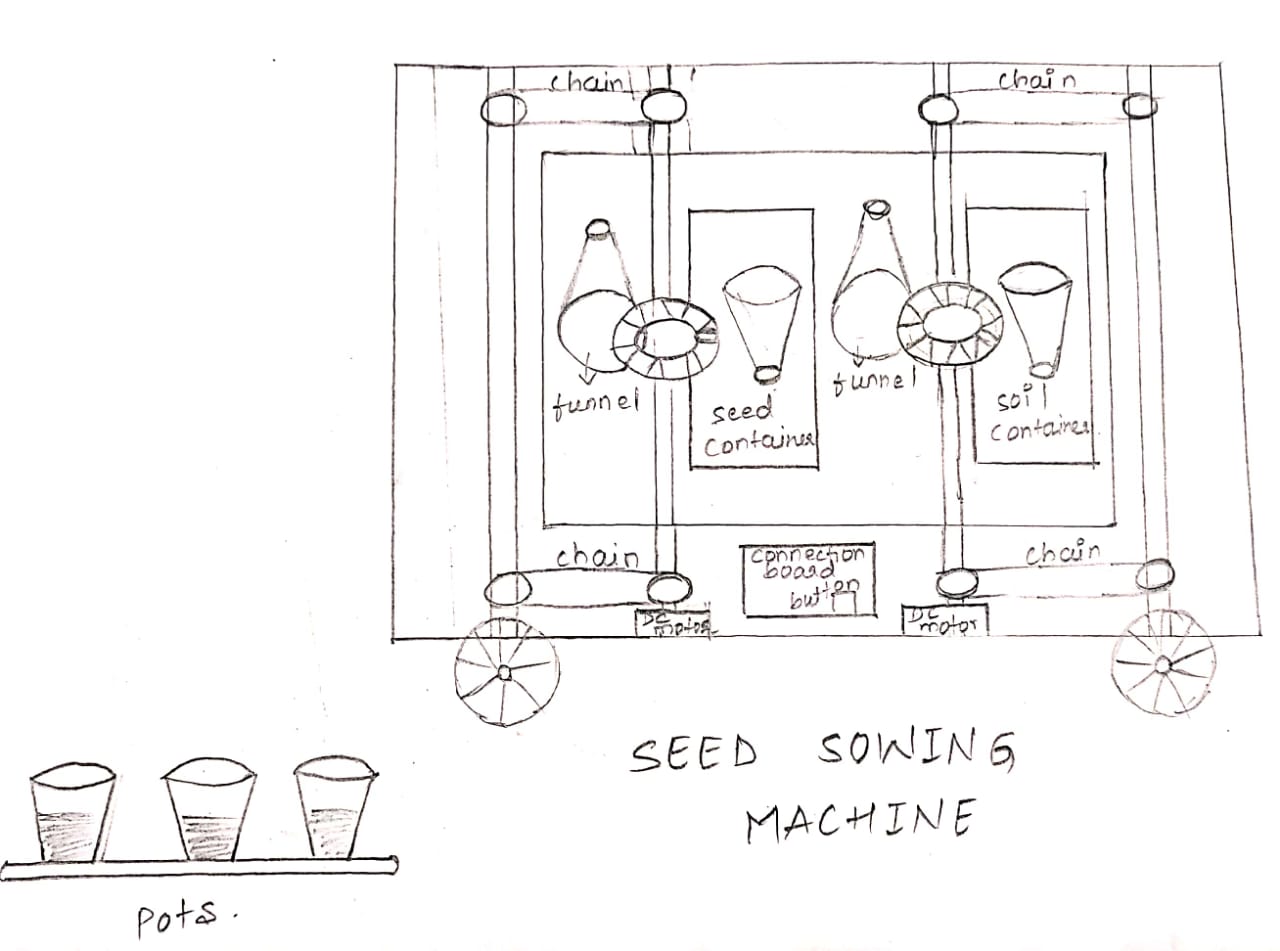 chain
chain
funnel
seed
container
funnel
soil
container
chain
connection
board
button
chain
DC
motor
DC
motor
SEED SOWING
MACHINE
pots.